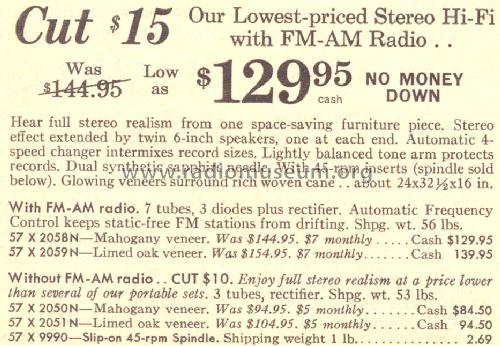 Cut $15 Our Lowest-priced Stereo Hi-Fi
with FM-AM Radio . .
Was $144.95 Low as $129.95 cash NO MONEY DOWN
Hear full stereo realism from one space-saving furniture piece. Stereo
effect extended by twin 6-inch speakers, one at each end. Automatic 4-
speed changer intermixes record sizes. Lightly balanced tone arm protects
records. Dual synthetic sapphire needle. With 45-rpm inserts (spindle sold
www.radiomuseum.org
below). Glowing veneers surround rich woven cane . . about 24x32½x16 in.
With FM-AM radio. 7 tubes, 3 diodes plus rectifier. Automatic Frequency
Control keeps static-free FM stations from drifting. Shpg. wt. 56 lbs.
57 X 2058N—Mahogany veneer. Was $144.95. $7 monthly.....Cash $129.95
57 X 2059N—Limed oak veneer. Was $154.95. $7 monthly.....Cash 139.95
Without FM-AM radio . . CUT $10. Enjoy full stereo realism at a price lower
than several of our portable sets. 3 tubes, rectifier. Shpg. wt. 53 lbs.
57 X 2050N—Mahogany veneer. Was $94.95. $5 monthly......Cash $84.50
57 X 2051N—Limed oak veneer. Was $104.95. $5 monthly.....Cash 94.50
57 X 9990—Slip-on 45-rpm Spindle. Shipping weight 1 lb............2.69